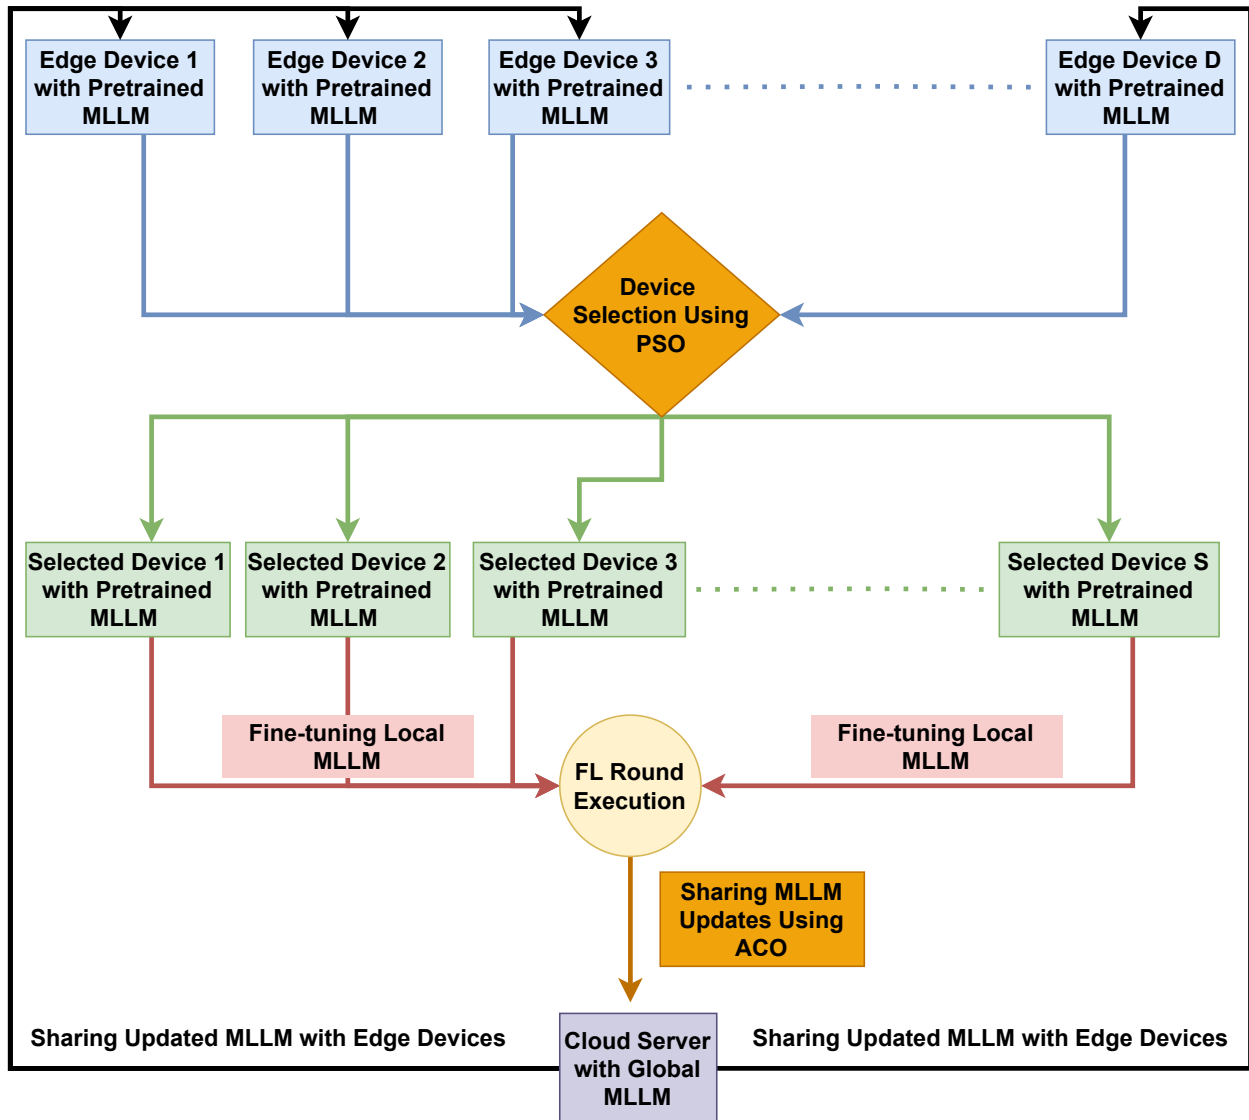 Edge Device 1
with Pretrained
MLLM
Edge Device 2
with Pretrained
MLLM
Edge Device 3
with Pretrained
MLLM
Edge Device D
with Pretrained
MLLM
Device
Selection Using
PSO
Selected Device 1
with Pretrained
MLLM
Selected Device 2
with Pretrained
MLLM
Selected Device 3
with Pretrained
MLLM
Selected Device S
with Pretrained
MLLM
Fine-tuning Local
MLLM
FL Round
Execution
Fine-tuning Local
MLLM
Sharing MLLM
Updates Using
ACO
Sharing Updated MLLM with Edge Devices
Cloud Server
with Global
MLLM
Sharing Updated MLLM with Edge Devices